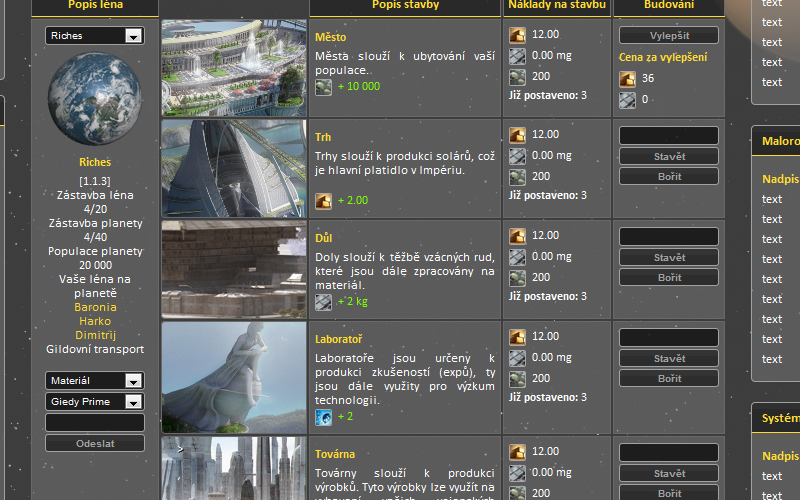 Popis léna
Popis stavby
Náklady na stavbu
Budování
Riches
Riches
[1.1.3]
Zástavba léna
4/20
Zástavba planety
4/40
Populace planety
20 000
Vaše léna na
planetě
Baronia
Harko
Dimitrij
Gildovní transport
Materiál
Giedy Prime
Odeslat
Město
Města slouží k ubytování vaší
populace.
+ 10 000
12.00
0.00 mg
200
Již postaveno: 3
Vylepšit
Cena za vylepšení
36
0
Trh
Trhy slouží k produkci solárů, což
je hlavní platidlo v Impériu.
+ 2.00
12.00
0.00 mg
200
Již postaveno: 3
Stavět
Bořit
Důl
Doly slouží k těžbě vzácných rud,
které jsou dále zpracovány na
materiál.
+ 2 kg
12.00
0.00 mg
200
Již postaveno: 3
Stavět
Bořit
Laboratoř
Laboratoře jsou určeny k
produkci zkušeností (expů), ty
jsou dále využity pro výzkum
technologií.
+ 2
12.00
0.00 mg
200
Již postaveno: 3
Stavět
Bořit
Továrna
Továrny slouží k produkci
výrobků. Tyto výrobky lze využít na
12.00
0.00 mg
200
Stavět
Bořit
text
text
text
text
text
Maloro
Nadpis
text
text
text
text
text
text
text
text
text
Systém
Nadpis
text
text